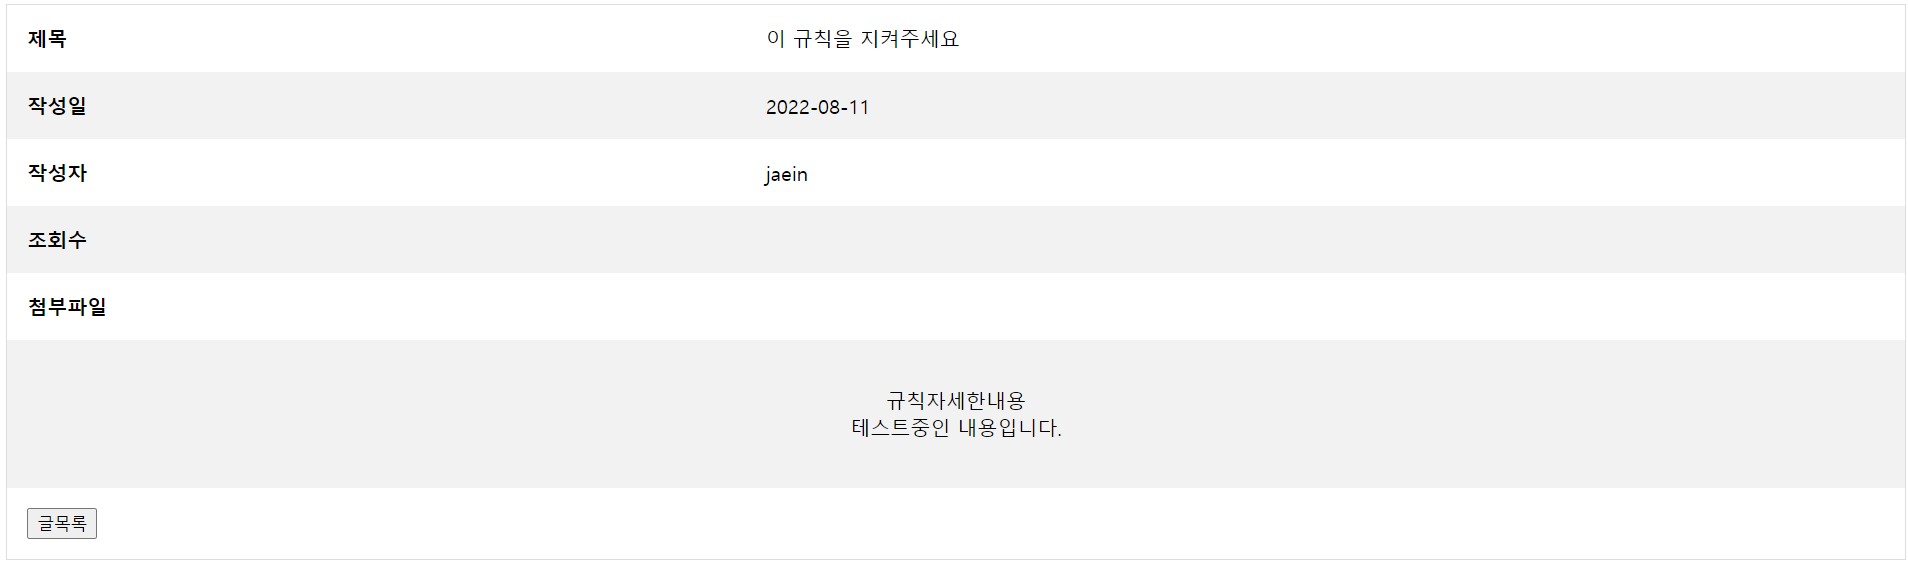 제목 이 규칙을 지켜주세요
작성일 2022-08-11
작성자 jaein
조회수
첨부파일
규칙자세한내용
테스트중인 내용입니다.
글목록